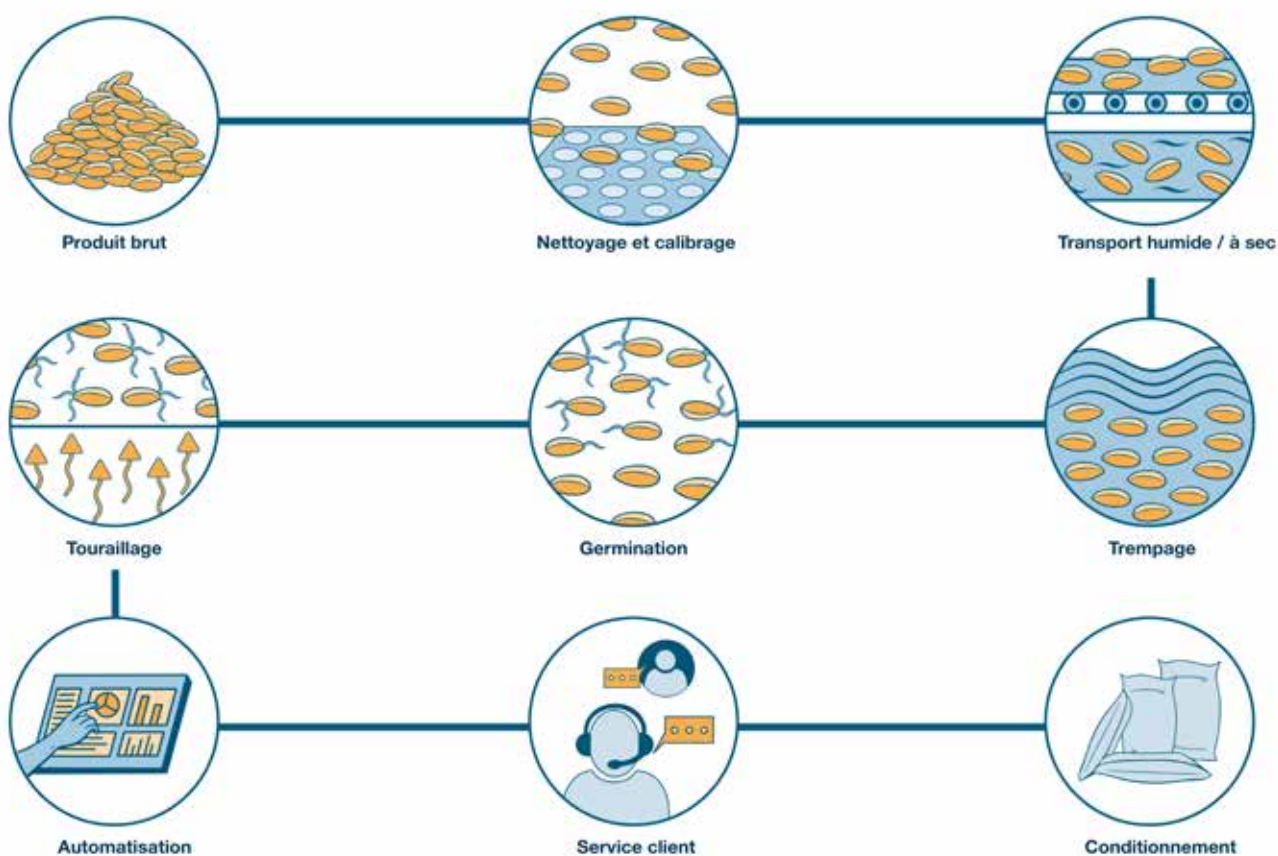 Produit brut
Nettoyage et calibrage
Transport humide / à sec
Touraillage
Germination
Trempage
Automatisation
Service client
Conditionnement